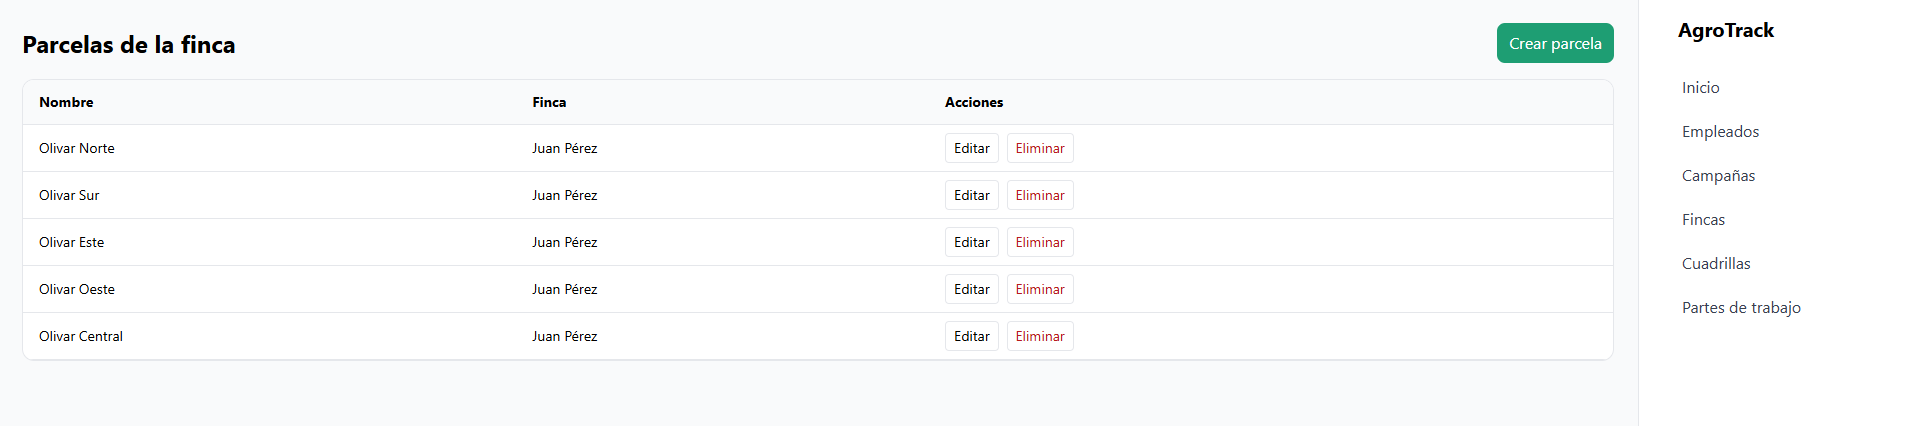 Parcelas de la finca
Crear parcela
Nombre Finca Acciones
Olivar Norte Juan Pérez Editar Eliminar
Olivar Sur Juan Pérez Editar Eliminar
Olivar Este Juan Pérez Editar Eliminar
Olivar Oeste Juan Pérez Editar Eliminar
Olivar Central Juan Pérez Editar Eliminar
AgroTrack
Inicio
Empleados
Campañas
Fincas
Cuadrillas
Partes de trabajo